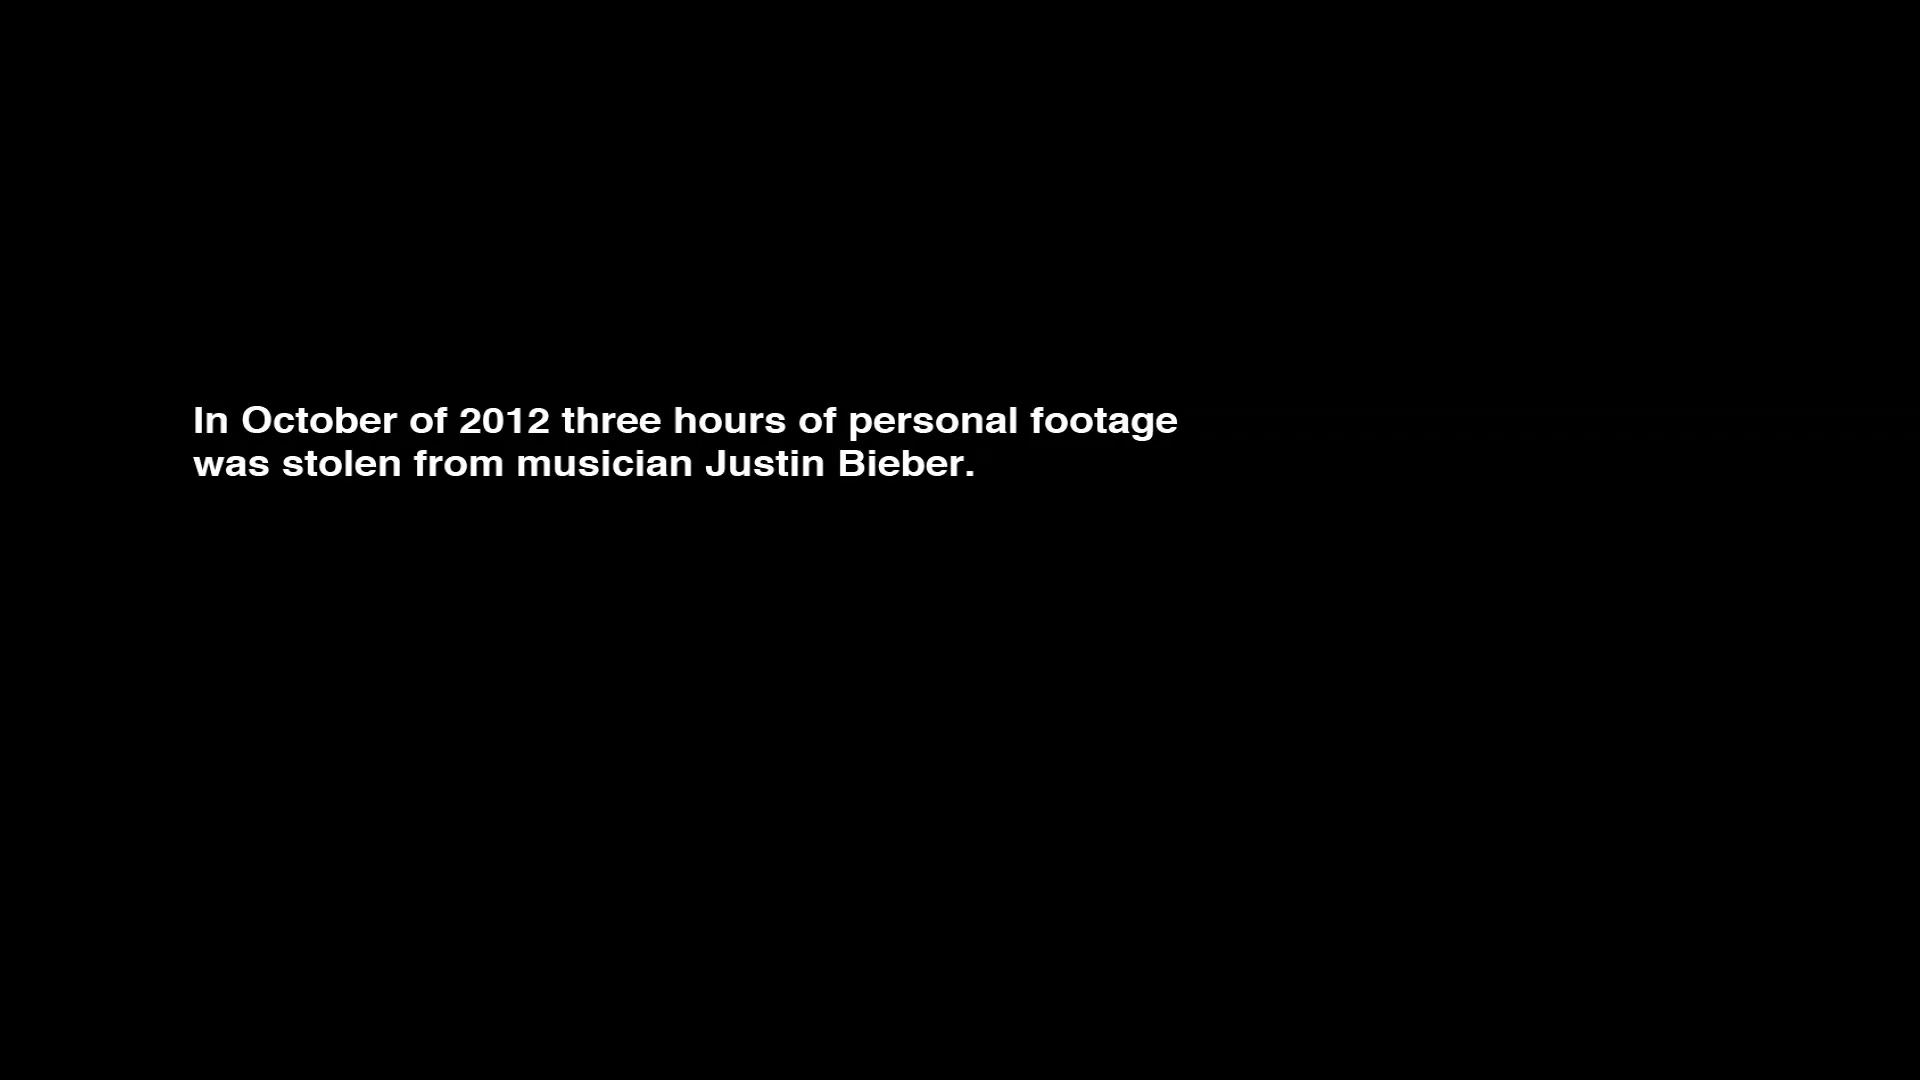 In October of 2012 three hours of personal footage
was stolen from musician Justin Bieber.